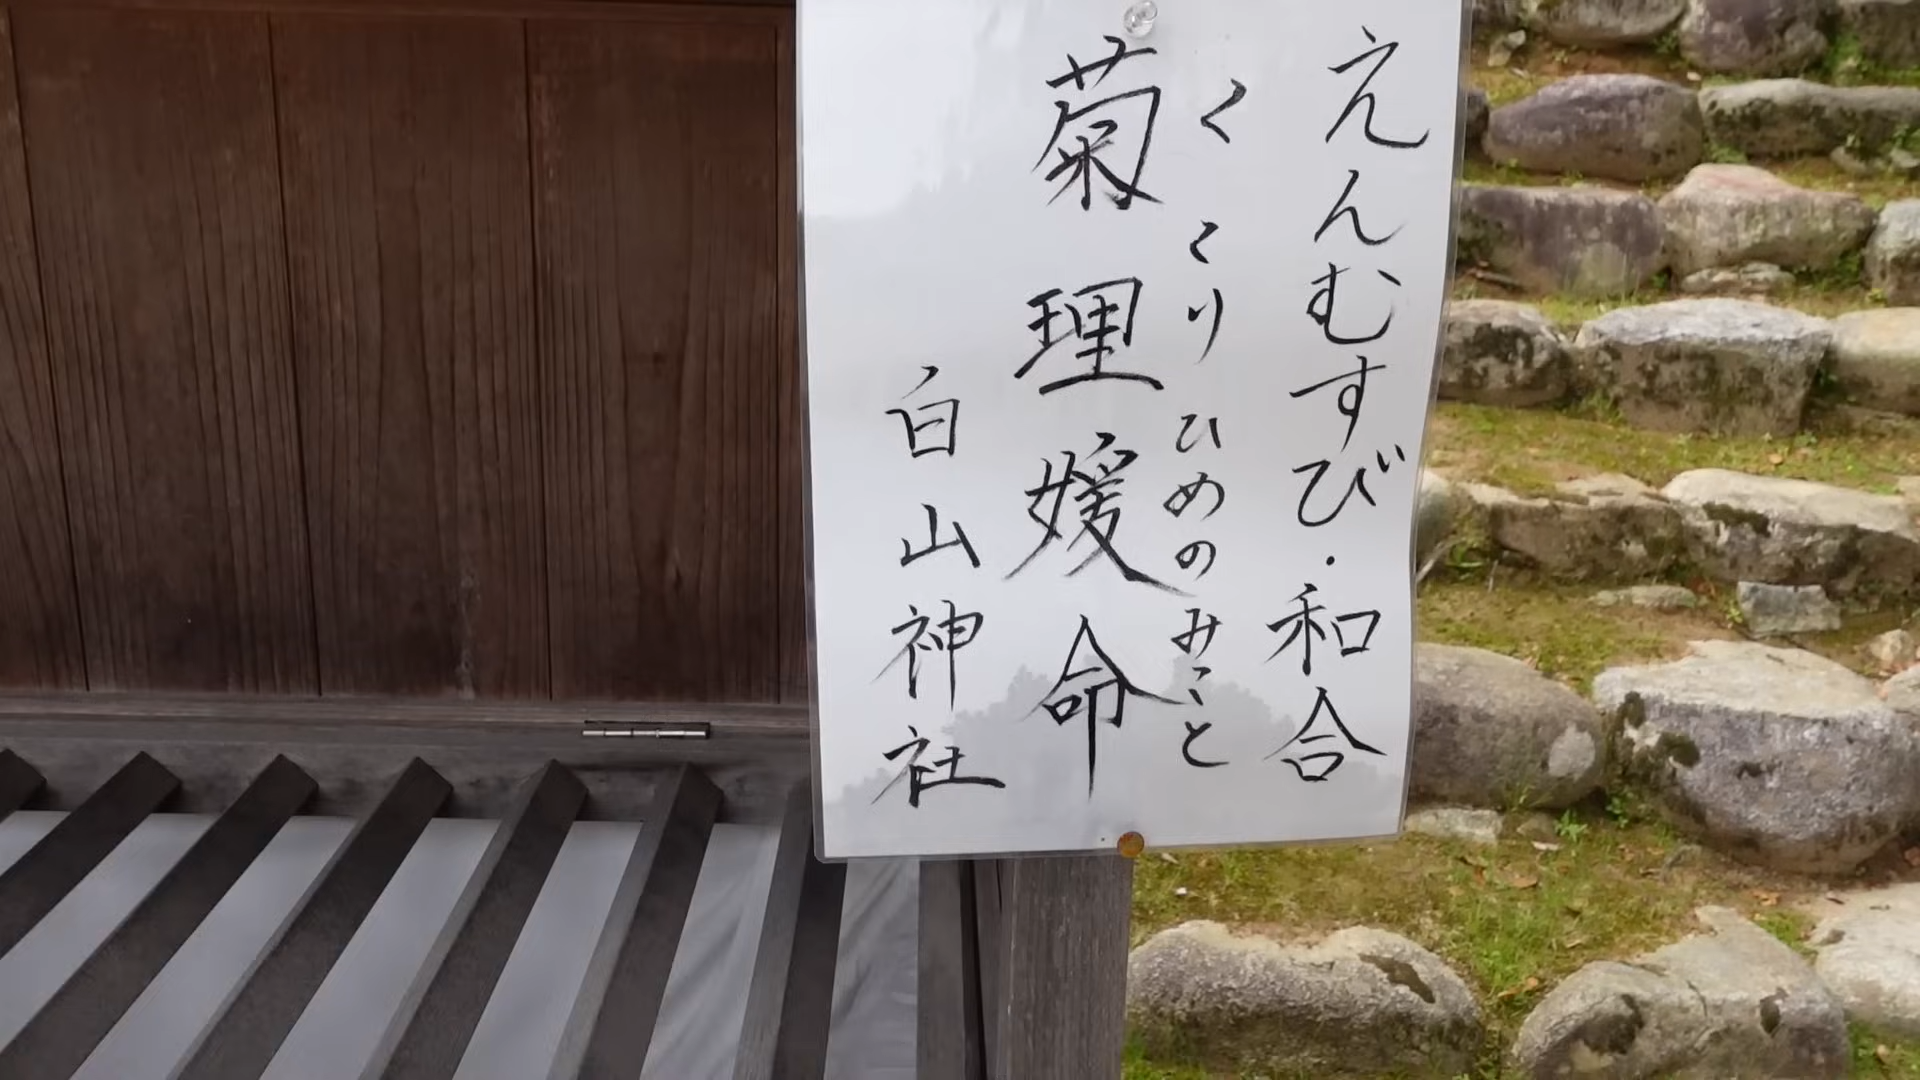 えんむすび・和合
くくりひめのみこと
菊理媛命
白山神社